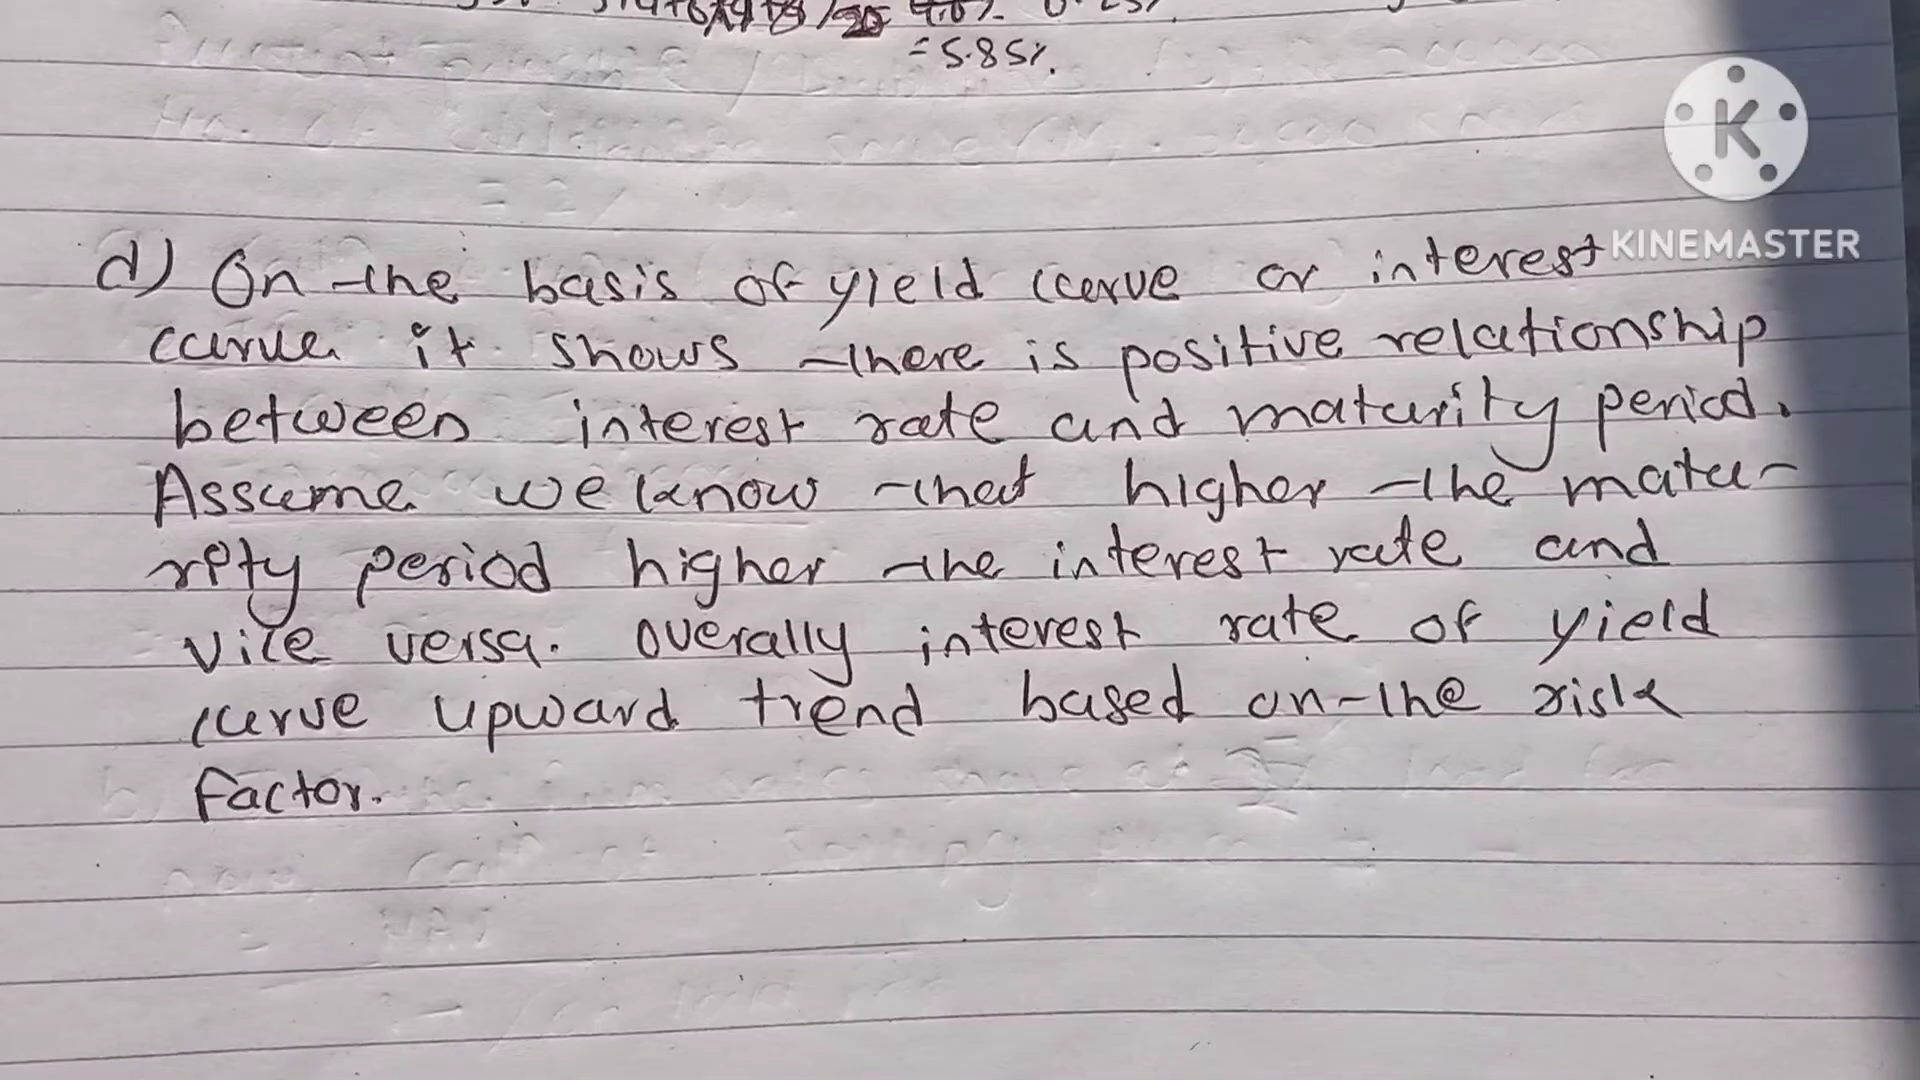 = 5.85%.
KINEMASTER
d) On the basis of yield curve or interest
curve it shows there is positive relationship
between interest rate and maturity period.
Assume we know that higher the matu-
rity period higher the interest rate and
vice versa. Overally interest rate of yield
curve upward trend based on the risk
factor.